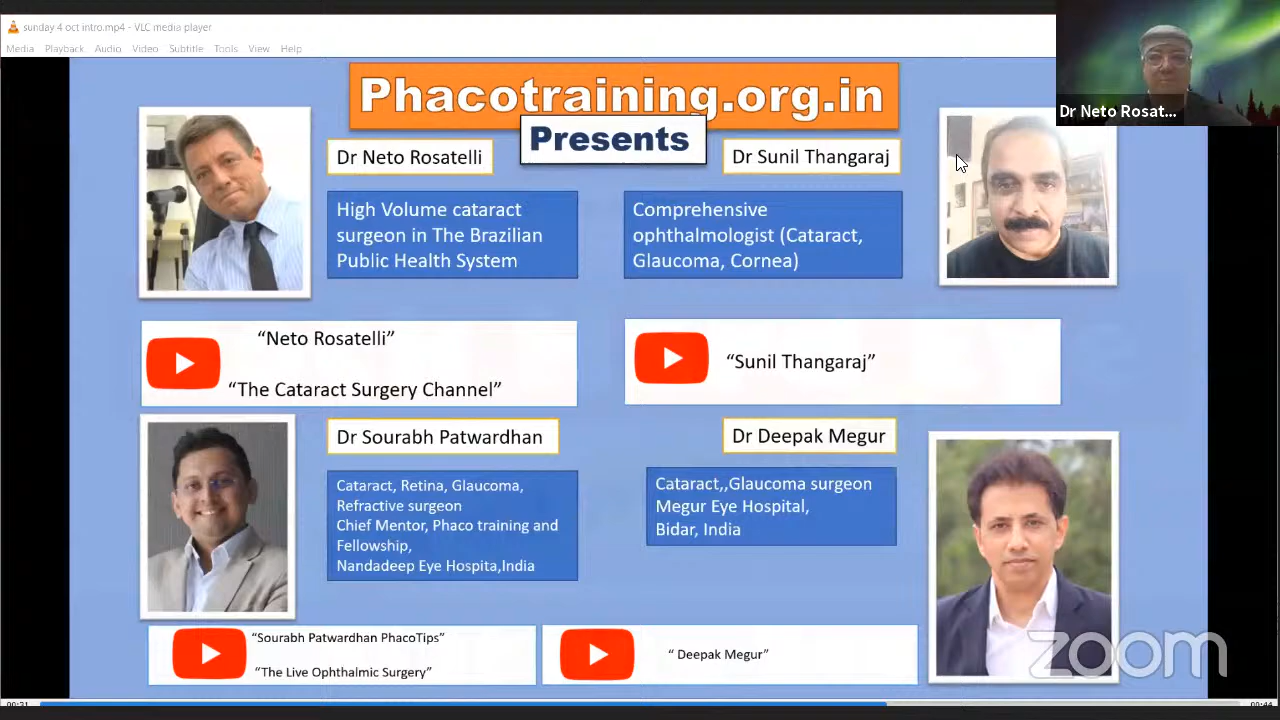 sunday 4 oct intro.mp4 - VLC media player
Media Playback Audio Video Subtitle Tools View Help
Dr Neto Rosat...
Phacotraining.org.in
Presents
Dr Neto Rosatelli
High Volume cataract
surgeon in The Brazilian
Public Health System
Dr Sunil Thangaraj
Comprehensive
ophthalmologist (Cataract,
Glaucoma, Cornea)
“Neto Rosatelli”
“The Cataract Surgery Channel”
“Sunil Thangaraj”
Dr Sourabh Patwardhan
Cataract, Retina, Glaucoma,
Refractive surgeon
Chief Mentor, Phaco training and
Fellowship,
Nandadeep Eye Hospita,India
Dr Deepak Megur
Cataract,,Glaucoma surgeon
Megur Eye Hospital,
Bidar, India
“Sourabh Patwardhan PhacoTips”
“The Live Ophthalmic Surgery”
“ Deepak Megur”
zoom
00:31
00:44